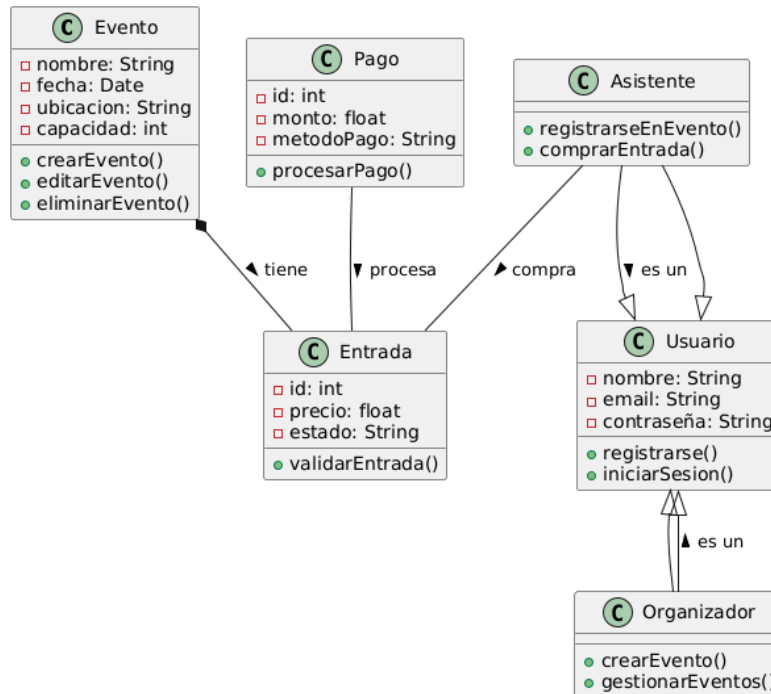 C Evento
nombre: String
fecha: Date
ubicacion: String
capacidad: int
crearEvento()
editarEvento()
eliminarEvento()
C Pago
id: int
monto: float
metodoPago: String
procesarPago()
C Asistente
registrarseEnEvento()
comprarEntrada()
tiene
procesa
compra
es un
C Entrada
id: int
precio: float
estado: String
validarEntrada()
C Usuario
nombre: String
email: String
contraseña: String
registrarse()
iniciarSesion()
es un
C Organizador
crearEvento()
gestionarEventos()